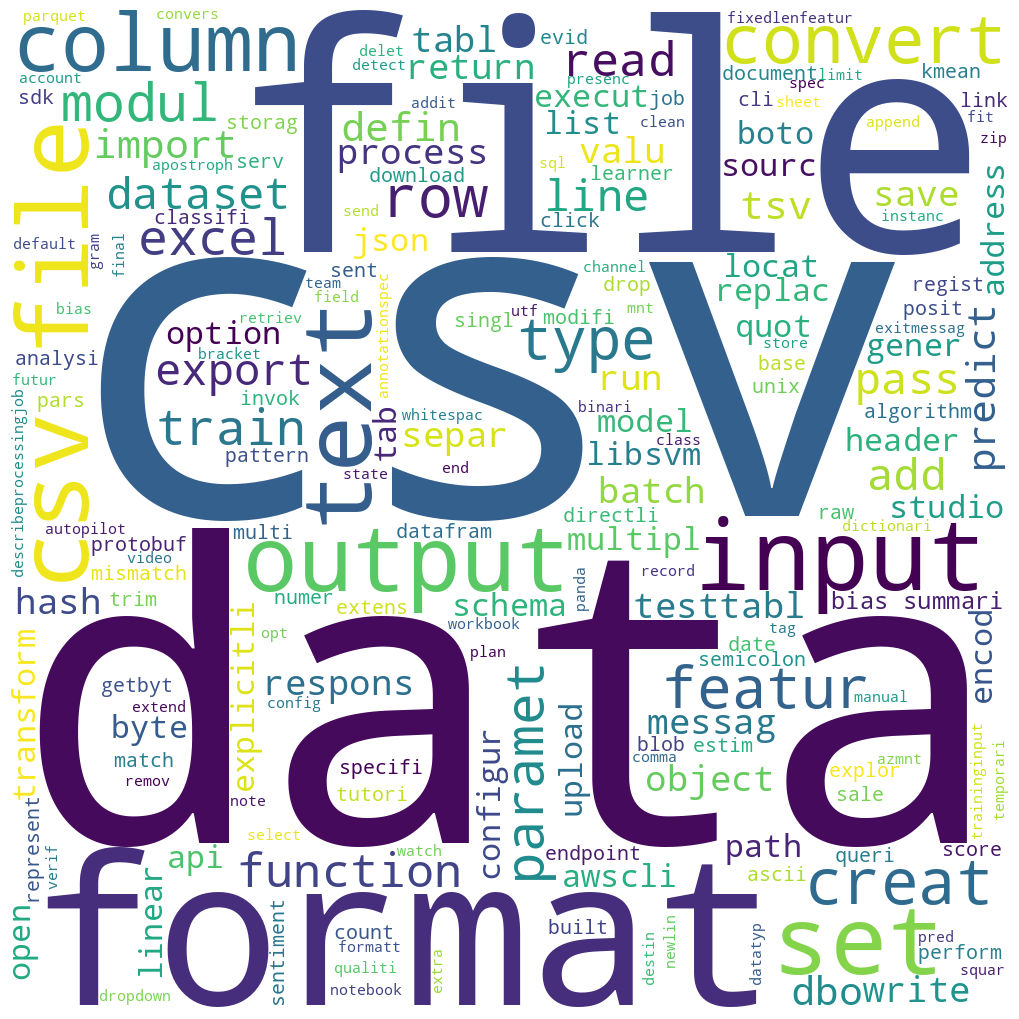 parquet
convers
column
file
fixedlenfeatur
convert
delet
detect
tabl
evid
return
read
presenc
document
limit
spec
kmean
account
sdk
modul
storag
addit
execut
job
clean
cli
sheet
link
fit
import
defin
list
valu
boto
append
zip
apostroph
serv
process
download
sql
learner
sourc
dataset
row
line
tsv
save
instanc
address
csv file
classifi
send
click
default
gram
final
excel
json
csv
sent
team
field
channel
drop
locat
replac
regist
posit
bias
retriev
option
bracket
text
annotationspec
singl
utf
modifi
mnt
type
quot
store
exitmessag
gener
predict
analysi
export
run
base
unix
pass
futur
pars
invok
whitespac
binari
train
tab
separ
model
class
algorithm
header
pattern
state
end
libsvm
batch
add
studio
describeprocessingjob
autopilot
protobuf
video
mismatch
multi
datafram
directli
multipl
raw
dictionari
output
input
data
record
panda
hash
trim
numer
extens
schema
testtabl
bias summari
encod
opt
workbook
plan
tag
date
semicolon
transform
explicitli
getbyt
extend
byte
match
remov
respons
config
specifi
tutori
note
select
paramet
configur
upload
featur
manual
messag
blob
estim
comma
object
azmnt
explor
sale
traininginput
temporari
represent
verif
api
function
watch
endpoint
awscli
path
queri
score
ascii
creat
format
open
linear
sentiment
count
formatt
qualiti
notebook
extra
built
destin
newlin
datatyp
set
pred
perform
squar
dropdown
dbo
write